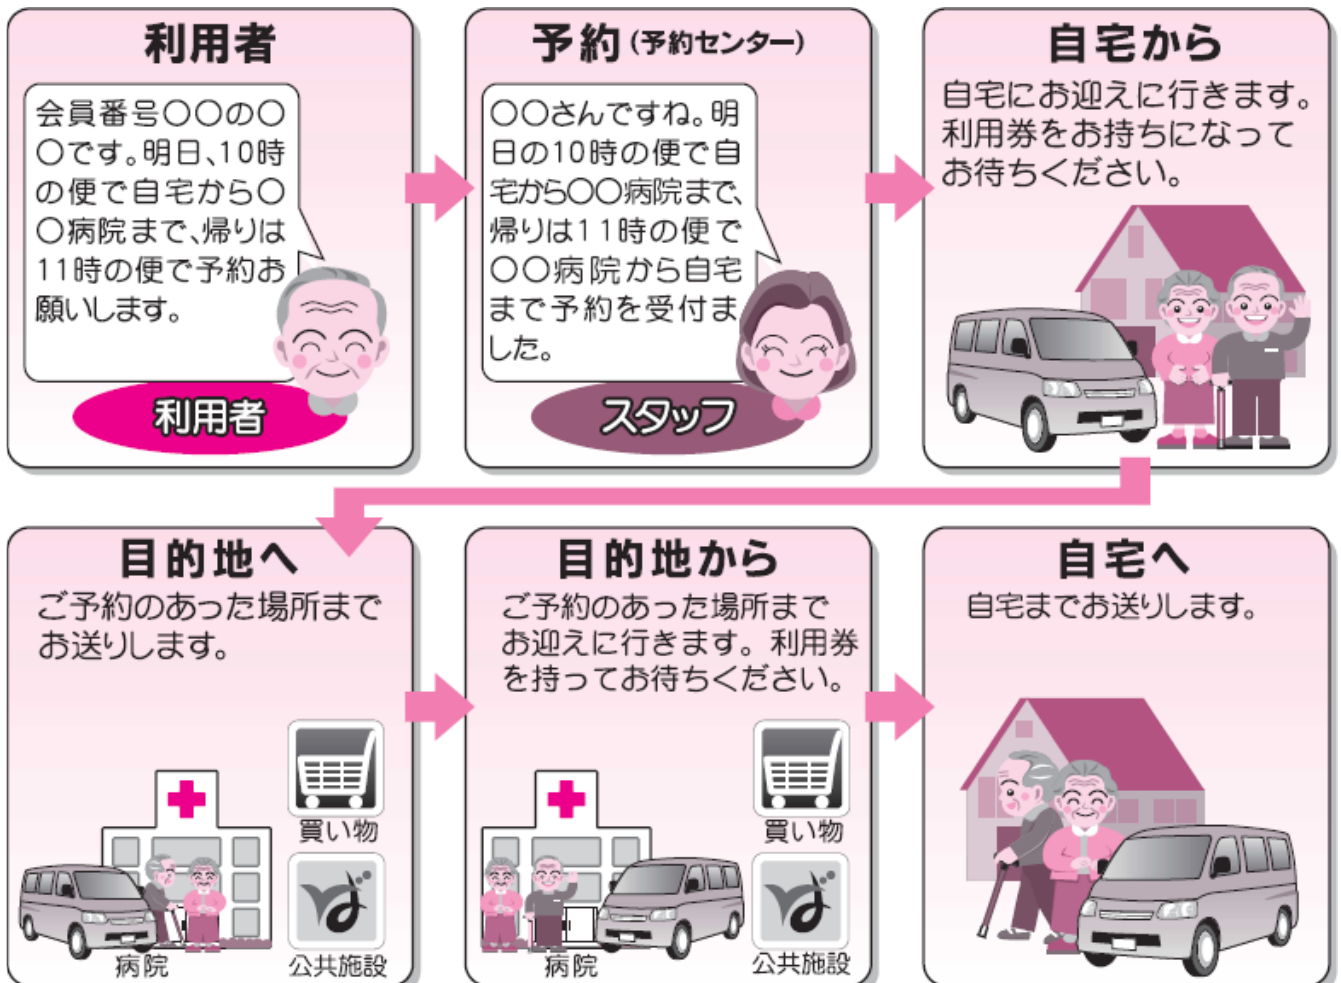 利用者
会員番号〇〇の〇
〇です。明日、10時
の便で自宅から〇
〇病院まで、帰りは
11時の便で予約お
願いします。
利用者
予約(予約センター)
〇〇さんですね。明
日の10時の便で自
宅から〇〇病院まで、
帰りは11時の便で
〇〇病院から自宅
まで予約を受付ま
した。
スタッフ
自宅から
自宅にお迎えに行きます。
利用券をお持ちになって
お待ちください。
目的地へ
ご予約のあった場所まで
お送りします。
買い物
病院
公共施設
目的地から
ご予約のあった場所まで
お迎えに行きます。利用券
を持ってお待ちください。
買い物
病院
公共施設
自宅へ
自宅までお送りします。